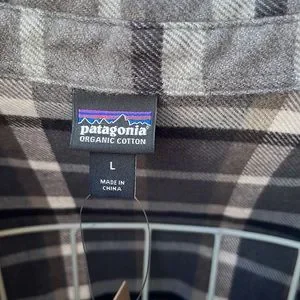 patagonia
ORGANIC COTTON
L
MADE IN
CHINA